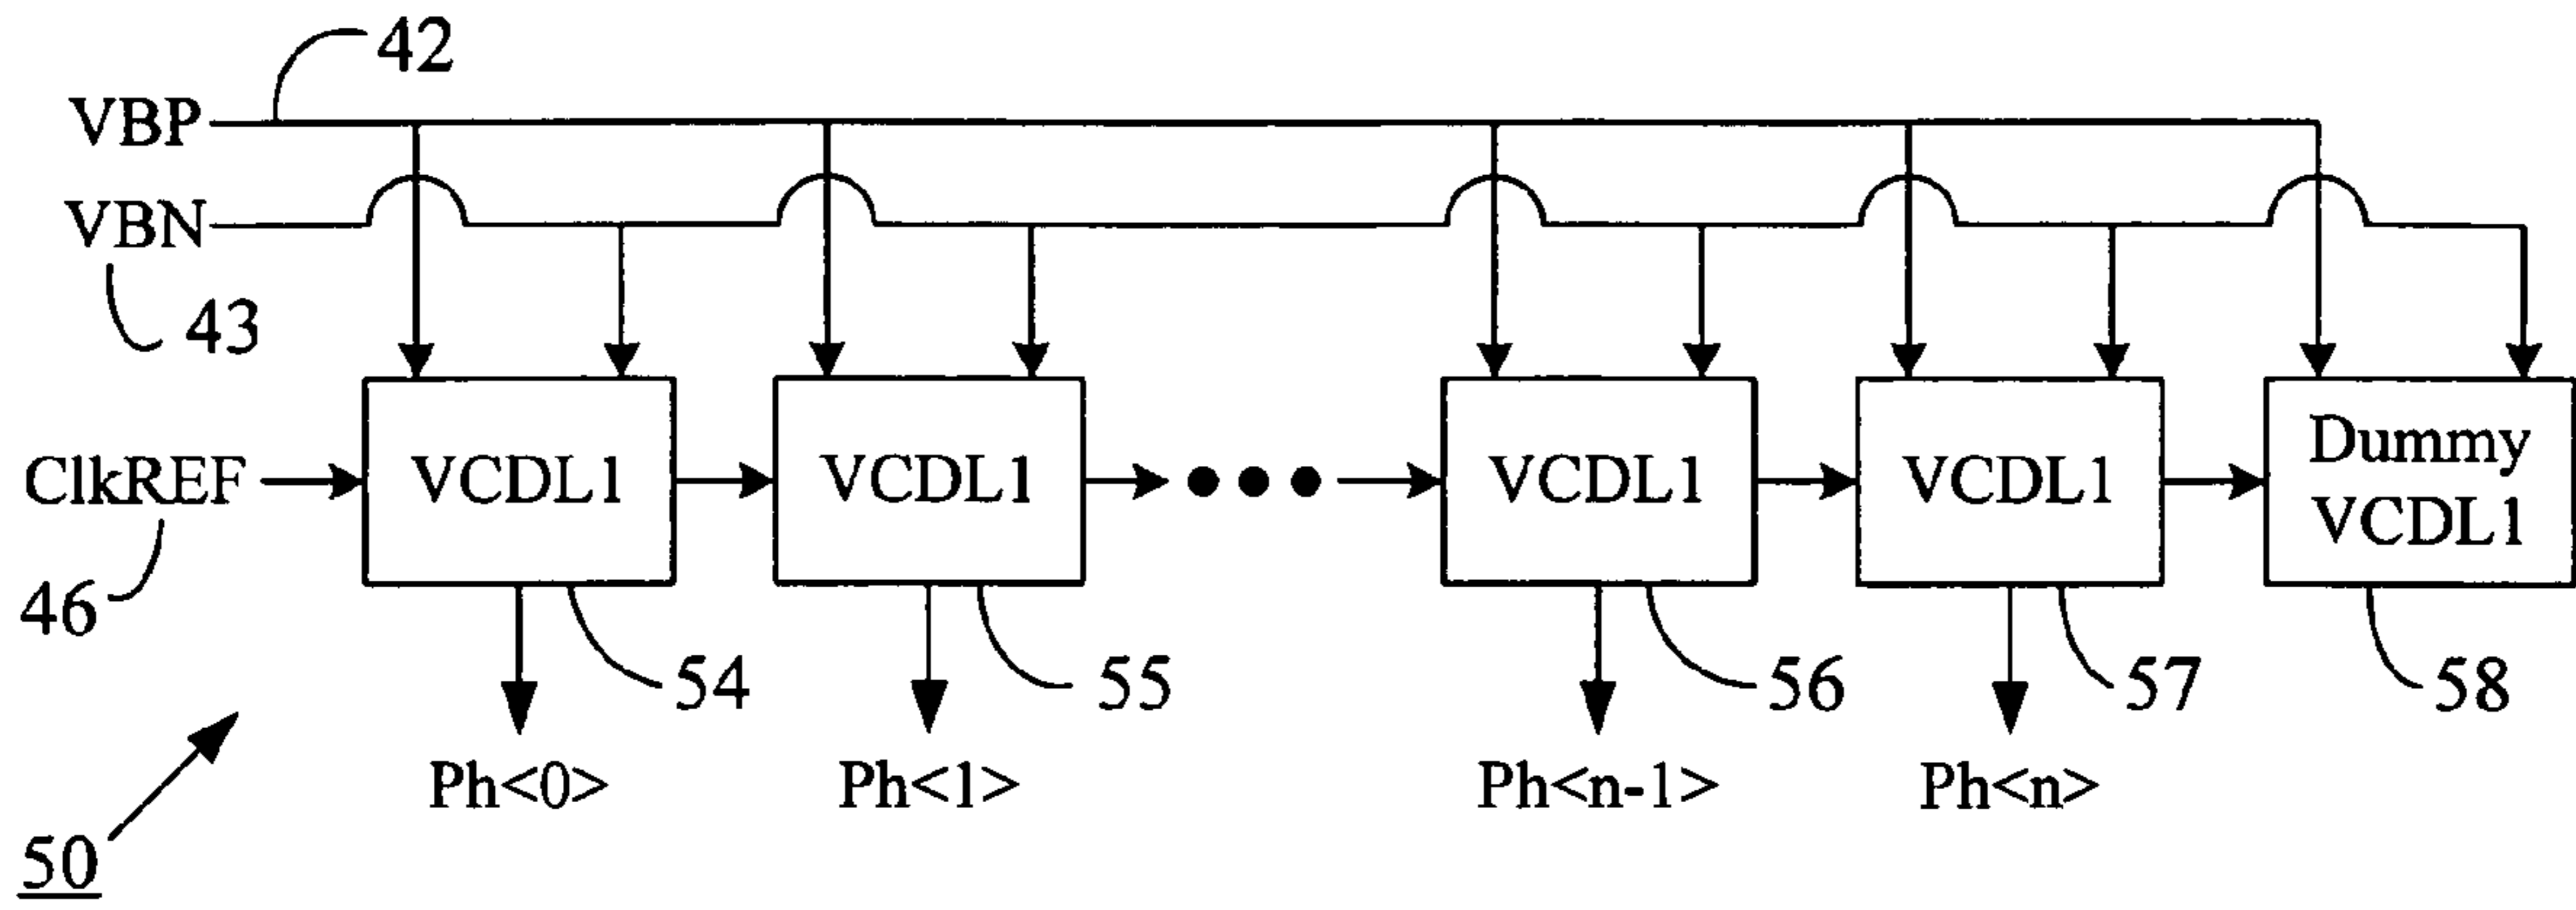 42
VBP
VBN
43
ClkREF
46
VCDL1
VCDL1
VCDL1
VCDL1
Dummy
VCDL1
54
55
56
57
58
Ph<0>
Ph<1>
Ph<n-1>
Ph<n>
50